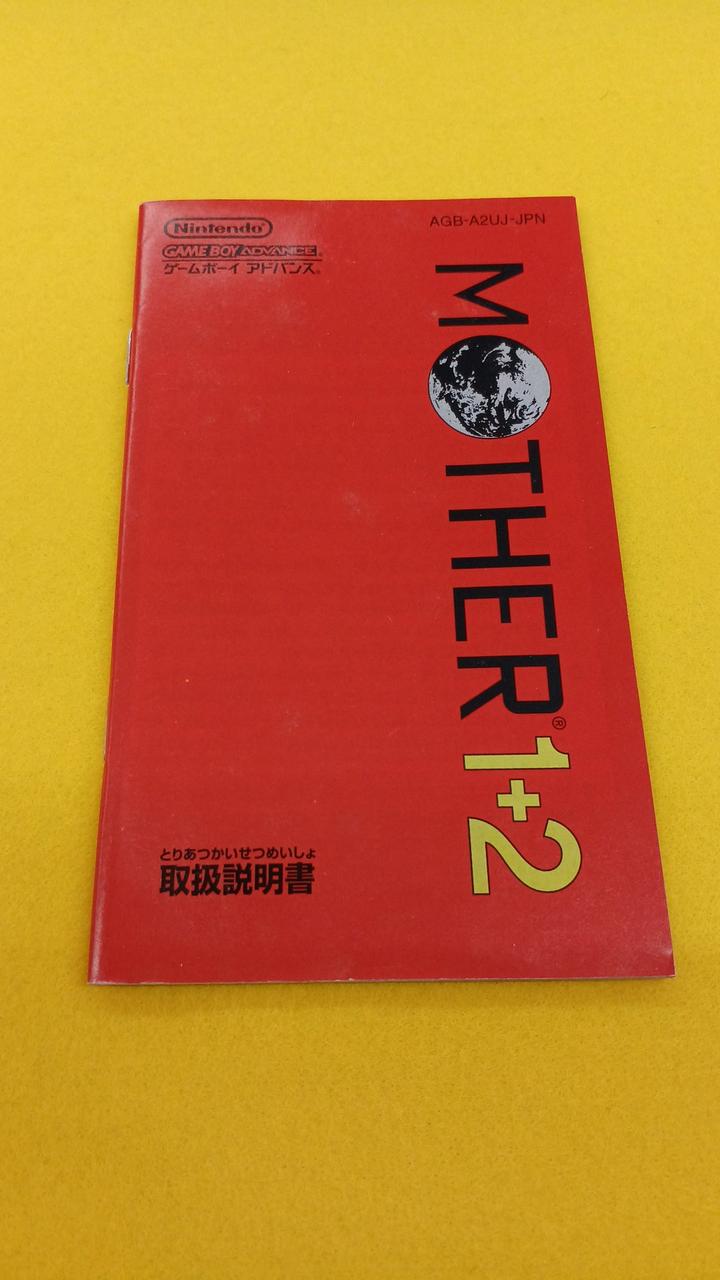 Nintendo
AGB-A2UJ-JPN
GAME BOY ADVANCE
ゲームボーイ アドバンス®
MOTHER® 1+2
とりあつかいせつめいしょ
取扱説明書